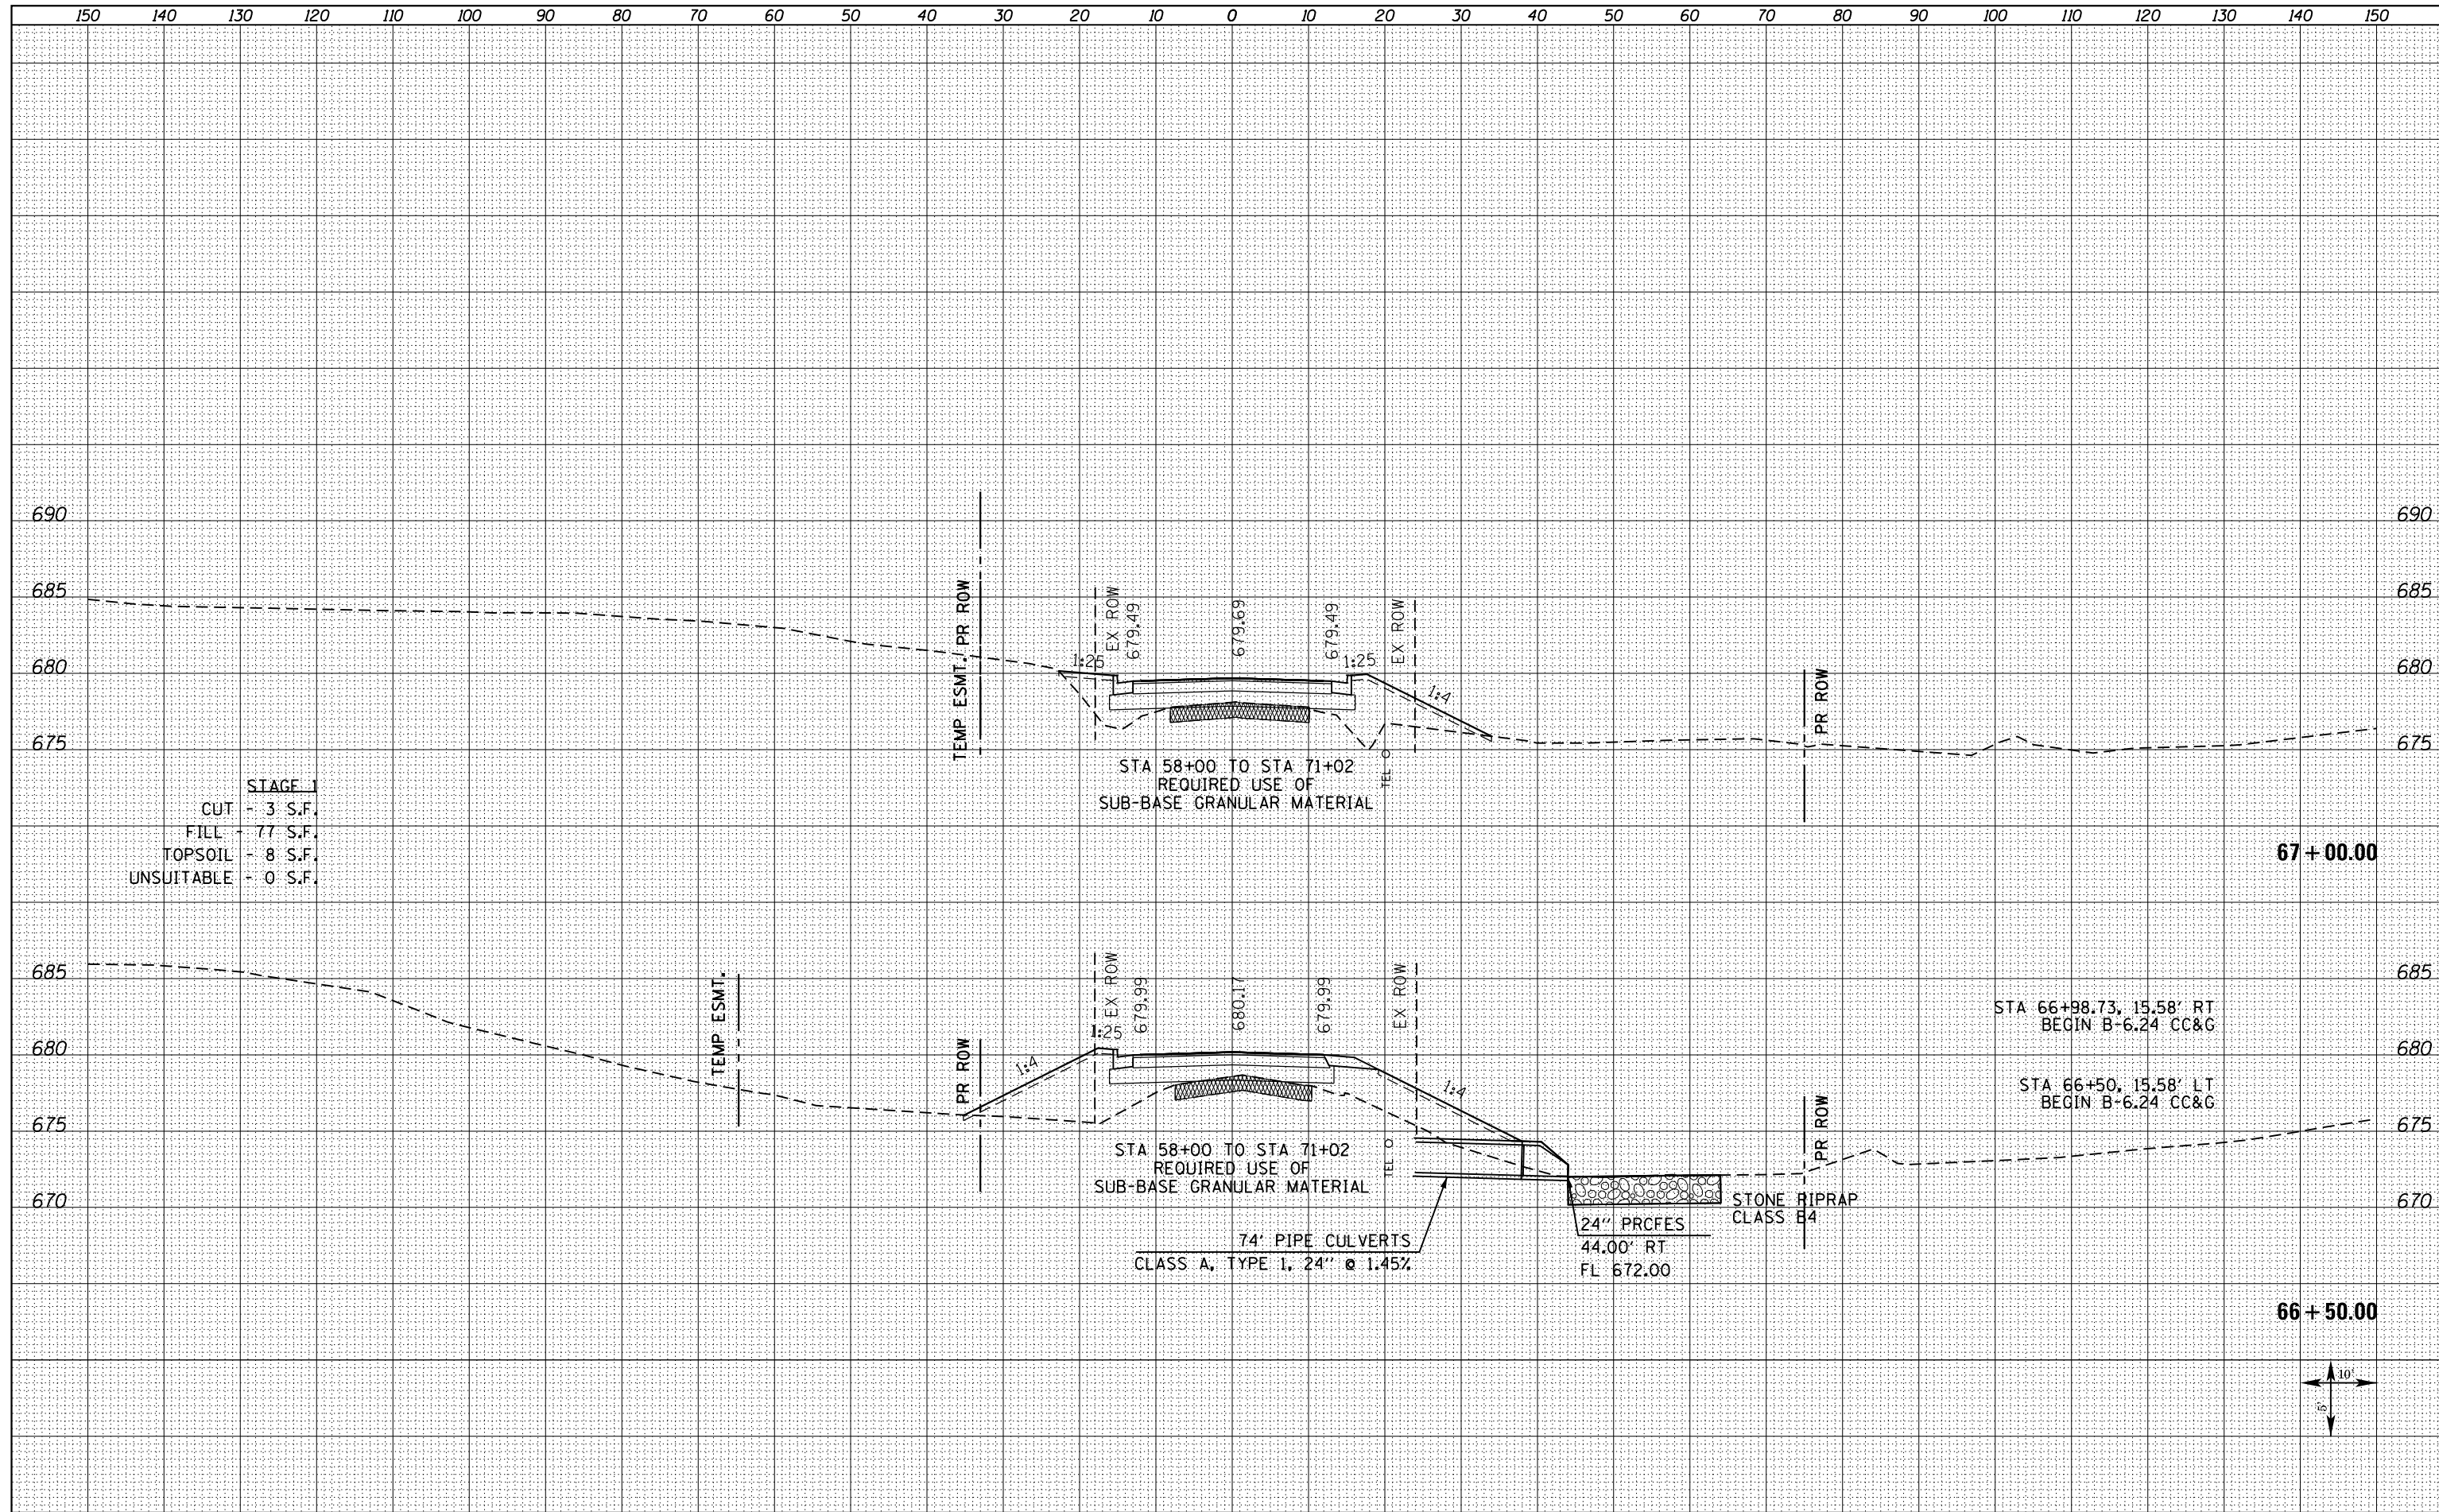 150 140 130 120 110 100 90 80 70 60 50 40 30 20 10 0 10 20 30 40 50 60 70 80 90 100 110 120 130 140 150
690 690
685 685
680 680
675 675
TEMP ESMT. PR ROW
EX ROW
679.49
679.69
679.49
EX ROW
1:25
1:25
1:4
PR ROW
TEL
STA 58+00 TO STA 71+02
REQUIRED USE OF
SUB-BASE GRANULAR MATERIAL
STAGE 1
CUT - 3 S.F.
FILL - 77 S.F.
TOPSOIL - 8 S.F.
UNSUITABLE - 0 S.F.
67+00.00
685 685
680 680
675 675
670 670
TEMP ESMT.
PR ROW
EX ROW
679.99
680.17
679.99
EX ROW
1:4
1:25
1:4
PR ROW
TEL
STA 66+98.73, 15.58' RT
BEGIN B-6.24 CC&G
STA 66+50, 15.58' LT
BEGIN B-6.24 CC&G
STA 58+00 TO STA 71+02
REQUIRED USE OF
SUB-BASE GRANULAR MATERIAL
STONE RIPRAP
CLASS B4
24" PRCFES
44.00' RT
FL 672.00
74' PIPE CULVERTS
CLASS A, TYPE 1, 24" @ 1.45%
66+50.00
10'
5'